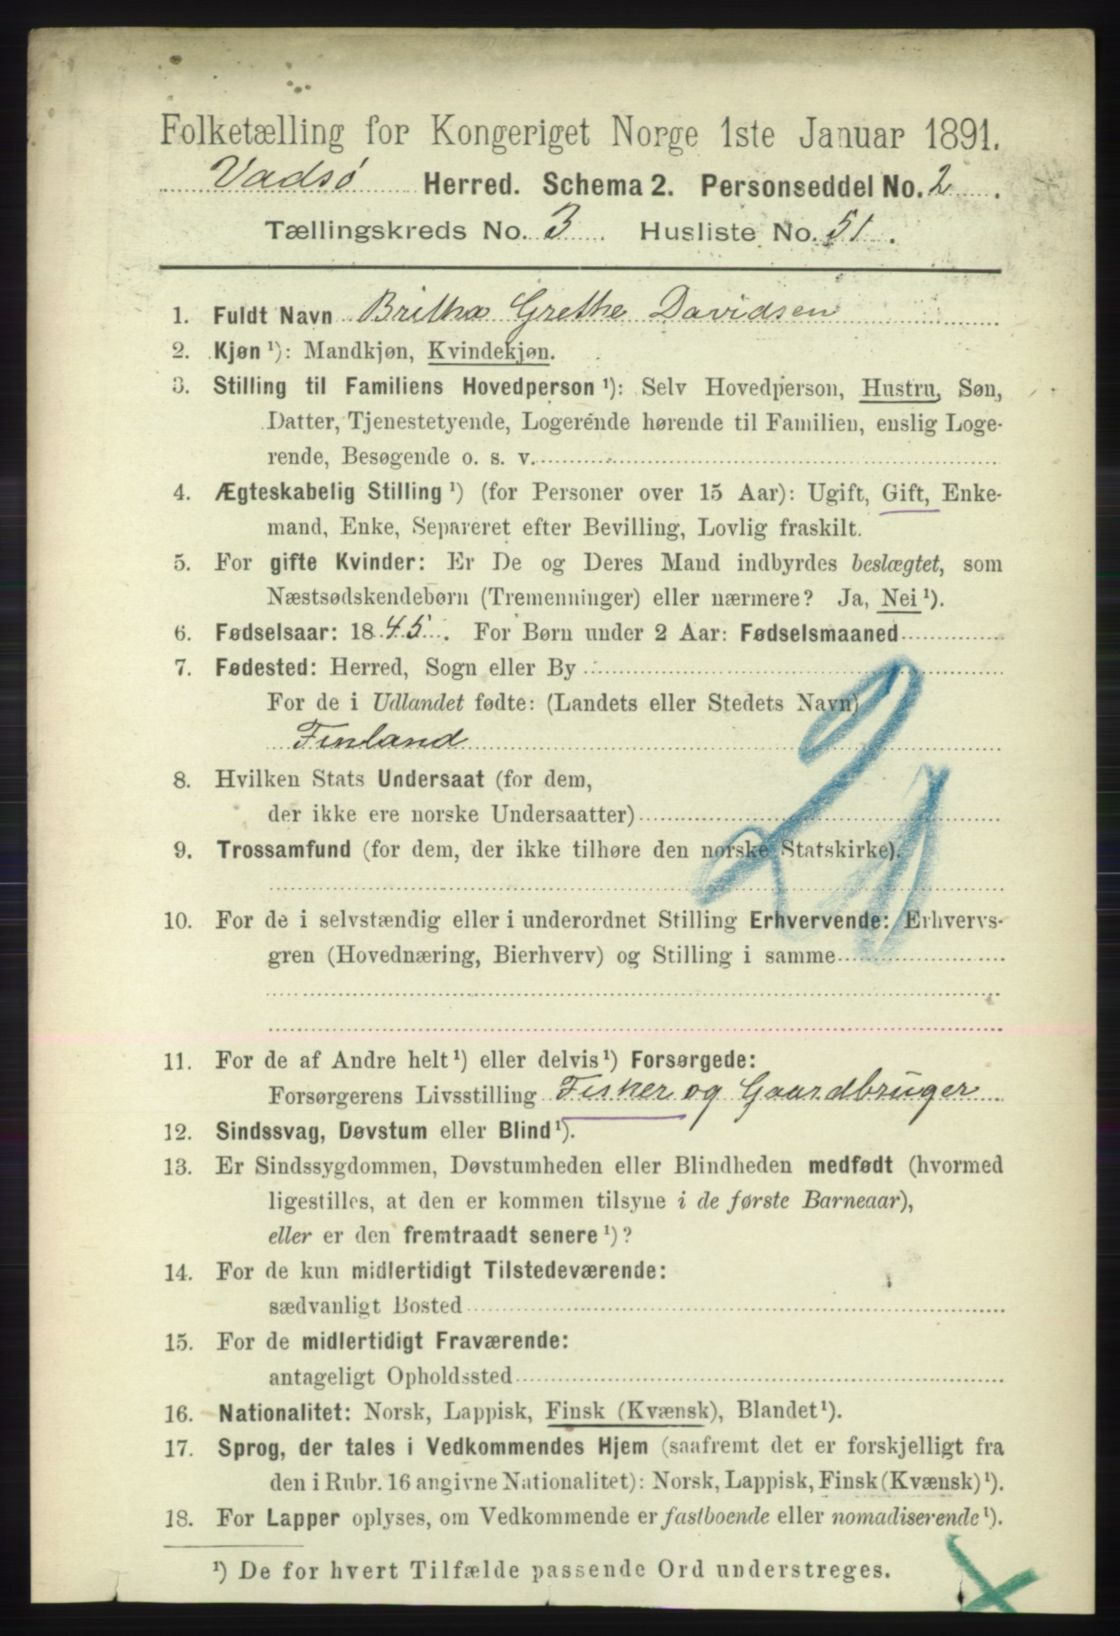 Folketælling for Kongeriget Norge 1ste Januar 1891.
Vadsø Herred. Schema 2. Personseddel No. 2.
Tællingskreds No. 3. Husliste No. 51.
1. Fuldt Navn Britha Grethe Davidsen
2. Kjøn ¹): Mandkjøn, Kvindekjøn.
3. Stilling til Familiens Hovedperson ¹): Selv Hovedperson, Hustru, Søn,
Datter, Tjenestetyende, Logerénde hørende til Familien, enslig Loge-
rende, Besøgende o. s. v.
4. Ægteskabelig Stilling ¹) (for Personer over 15 Aar): Ugift, Gift, Enke-
mand, Enke, Separeret efter Bevilling, Lovlig fraskilt.
5. For gifte Kvinder: Er De og Deres Mand indbyrdes beslægtet, som
Næstsødskendebørn (Tremenninger) eller nærmere? Ja, Nei ¹).
6. Fødselsaar: 1845. For Børn under 2 Aar: Fødselsmaaned
7. Fødested: Herred, Sogn eller By
For de i Udlandet fødte: (Landets eller Stedets Navn)
Finland
8. Hvilken Stats Undersaat (for dem,
der ikke ere norske Undersaatter)
9. Trossamfund (for dem, der ikke tilhøre den norske Statskirke).
10. For de i selvstændig eller i underordnet Stilling Erhvervende: Erhvervs-
gren (Hovednæring, Bierhverv) og Stilling i samme
11. For de af Andre helt ¹) eller delvis ¹) Forsørgede:
Forsørgerens Livsstilling Fisker og Gaardbruger
12. Sindssvag, Døvstum eller Blind ¹).
13. Er Sindssygdommen, Døvstumheden eller Blindheden medfødt (hvormed
ligestilles, at den er kommen tilsyne i de første Barneaar),
eller er den fremtraadt senere ¹)?
14. For de kun midlertidigt Tilstedeværende:
sædvanligt Bosted
15. For de midlertidigt Fraværende:
antageligt Opholdssted
16. Nationalitet: Norsk, Lappisk, Finsk (Kvænsk), Blandet ¹).
17. Sprog, der tales i Vedkommendes Hjem (saafremt det er forskjelligt fra
den i Rubr. 16 angivne Nationalitet): Norsk, Lappisk, Finsk (Kvænsk) ¹).
18. For Lapper oplyses, om Vedkommende er fastboende eller nomadiserende ¹).
¹) De for hvert Tilfælde passende Ord understreges.